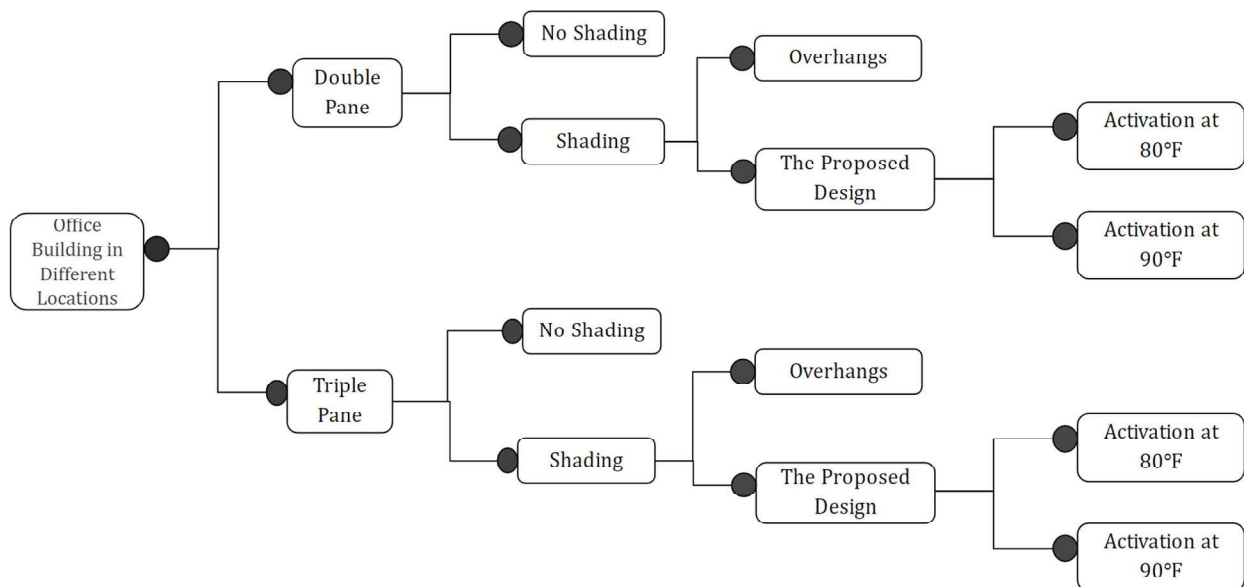 Office
Building in
Different
Locations
Double
Pane
No Shading
Shading
Overhangs
The Proposed
Design
Activation at
80°F
Activation at
90°F
Triple
Pane
No Shading
Shading
Overhangs
The Proposed
Design
Activation at
80°F
Activation at
90°F